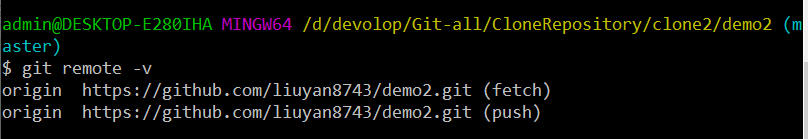 admin@DESKTOP-E280IHA MINGW64 /d/devolop/Git-all/CloneRepository/clone2/demo2 (m
aster)
$ git remote -v
origin  https://github.com/liuyan8743/demo2.git (fetch)
origin  https://github.com/liuyan8743/demo2.git (push)